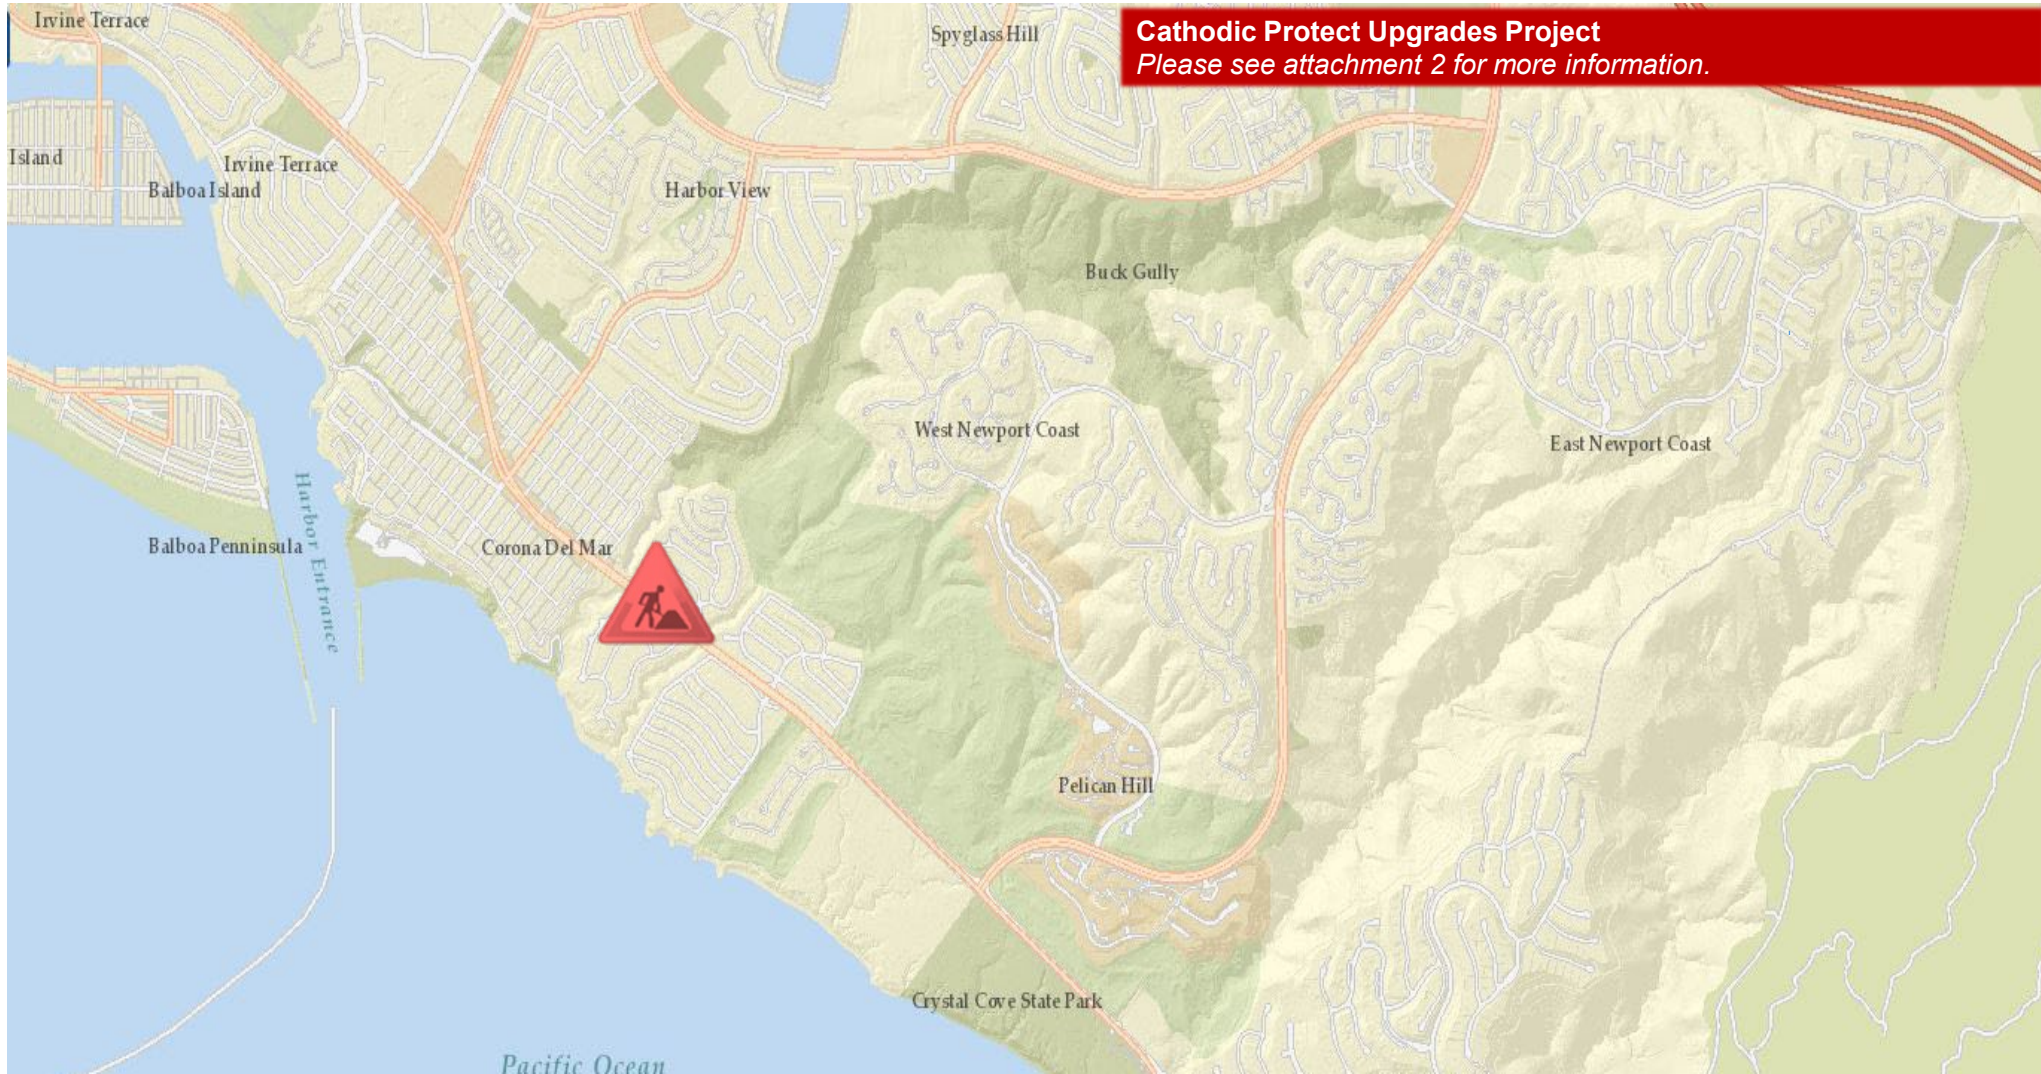 Irvine Terrace
Spyglass Hill
Cathodic Protect Upgrades Project
Please see attachment 2 for more information.
Island
Irvine Terrace
Balboa Island
Harbor View
Buck Gully
West Newport Coast
East Newport Coast
Harbor Entrance
Balboa Penninsula
Corona Del Mar
Pelican Hill
Crystal Cove State Park
Pacific Ocean